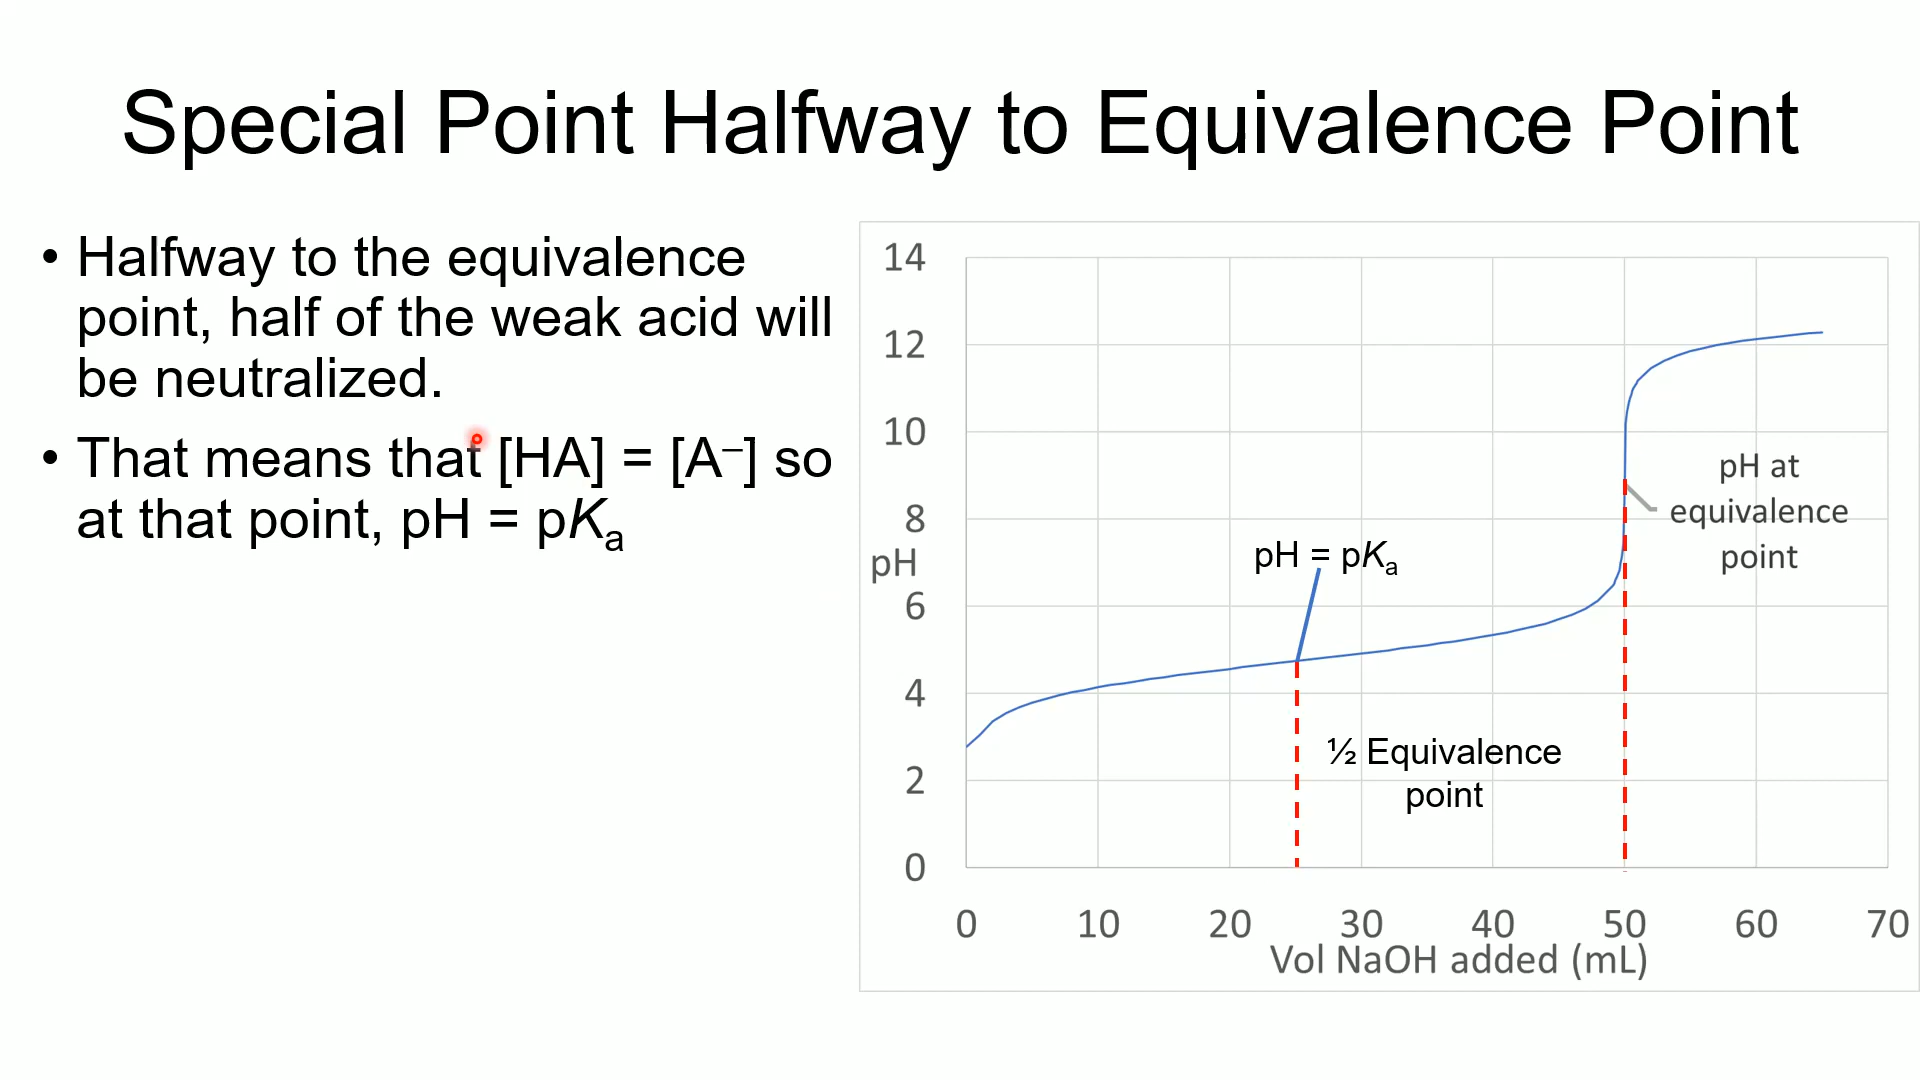 Special Point Halfway to Equivalence Point
• Halfway to the equivalence
point, half of the weak acid will
be neutralized.
• That means that [HA] = [A–] so
at that point, pH = pKa
14
12
10
8
pH
6
4
2
0
pH at
equivalence
point
pH = pKa
½ Equivalence
point
0 10 20 30 40 50 60 70
Vol NaOH added (mL)